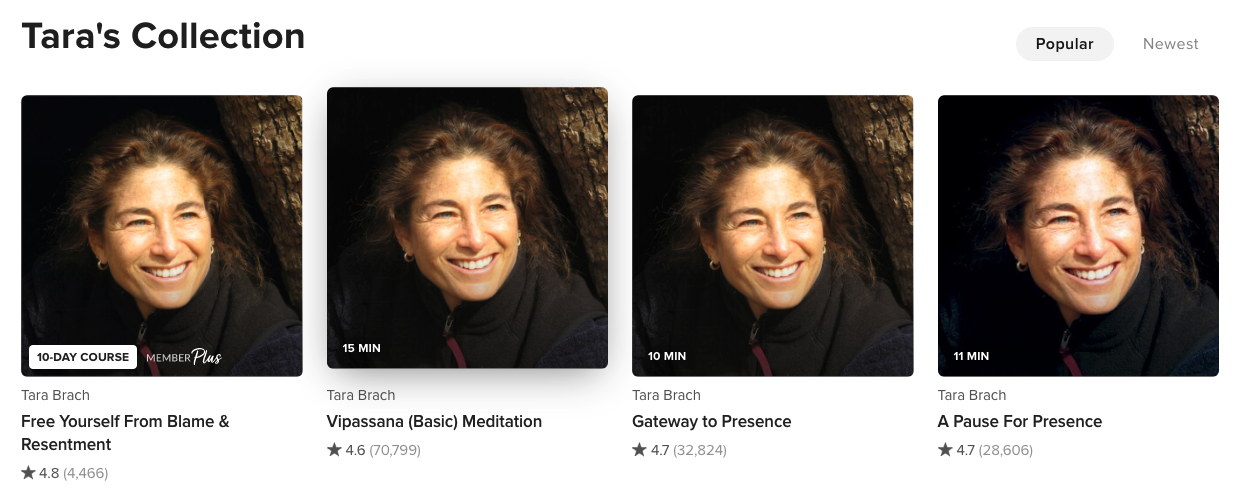 Tara's Collection
Popular
Newest
10-DAY COURSE MEMBER Plus
15 MIN
10 MIN
11 MIN
Tara Brach
Free Yourself From Blame &
Resentment
★ 4.8 (4,466)
Tara Brach
Vipassana (Basic) Meditation
★ 4.6 (70,799)
Tara Brach
Gateway to Presence
★ 4.7 (32,824)
Tara Brach
A Pause For Presence
★ 4.7 (28,606)